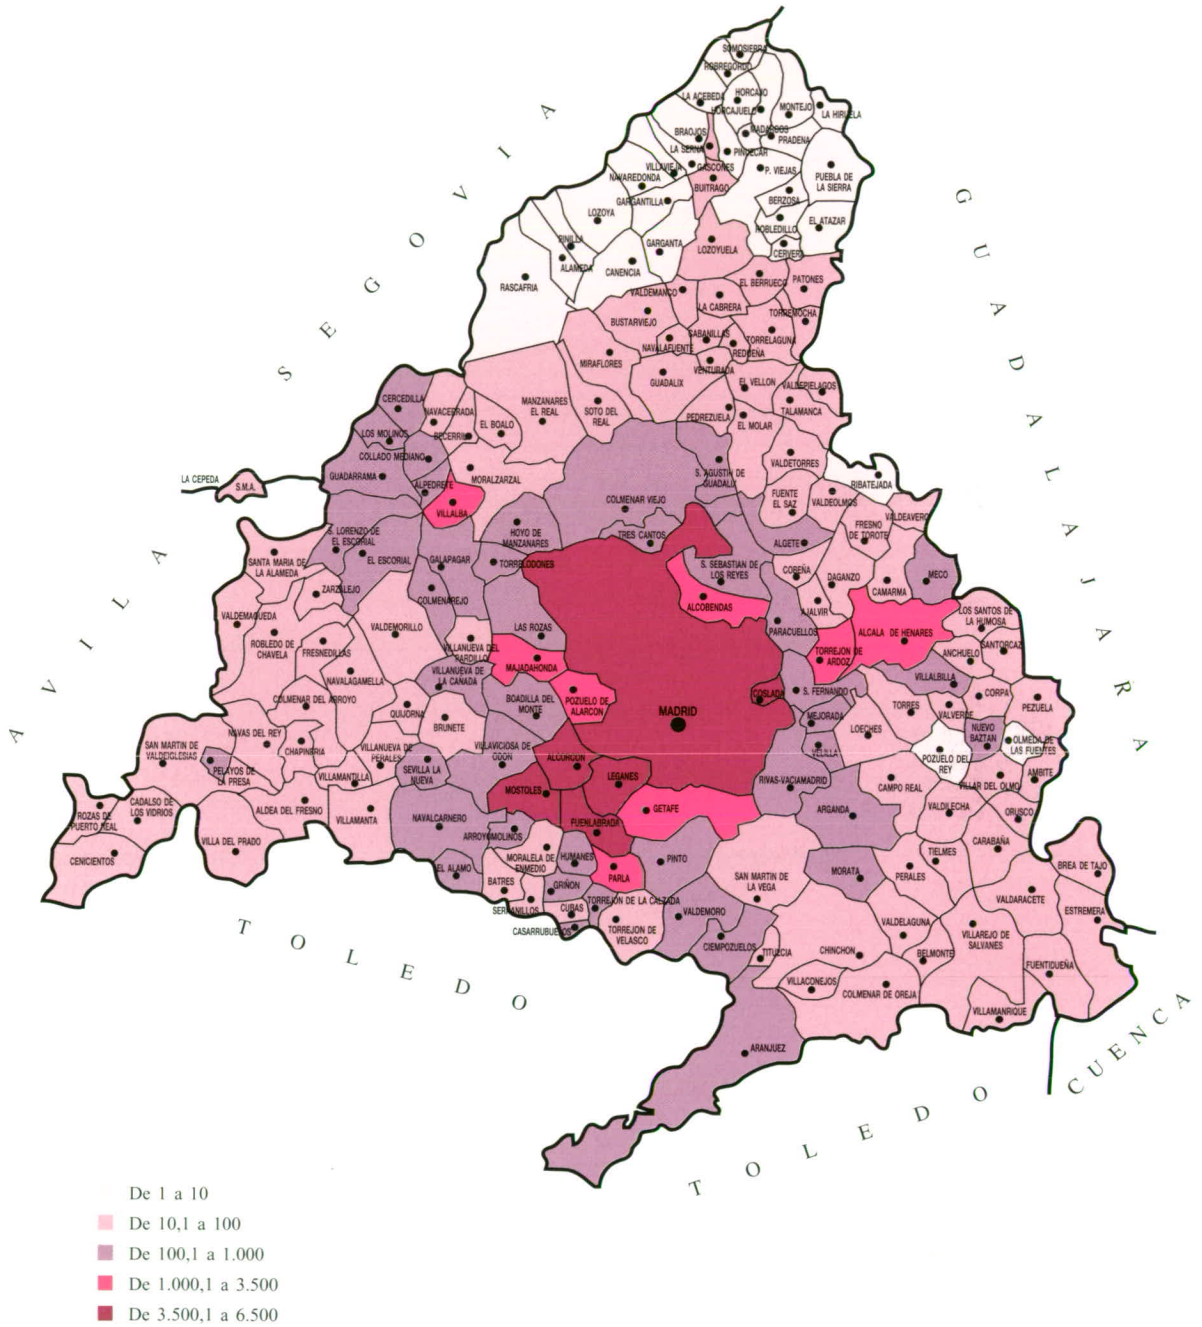 SOMOSIERRA
ROBREGORDO
LA ACEBEDA
HORCAJO
HORCAJUELO
MONTEJO
LA HIRUELA
BRAOJOS
MADARCOS
PRADENA
LA SERNA
PIÑUECAR
VILLAVIEJA
GASCONES
P. VIEJAS
PUEBLA DE
LA SIERRA
NAVAREDONDA
BUITRAGO
BERZOSA
GARGANTILLA
LOZOYA
ROBLEDILLO
EL ATAZAR
PINILLA
GARGANTA
LOZOYUELA
CERVERA
ALAMEDA
CANENCIA
RASCAFRIA
EL BERRUECO
PATONES
VALDEMANCO
LA CABRERA
TORREMOCHA
BUSTARVIEJO
CABANILLAS
NAVALAFUENTE
REDUEÑA
TORRELAGUNA
MIRAFLORES
VENTURADA
GUADALIX
EL VELLON
VALDEPIELAGOS
CERCEDILLA
NAVACERRADA
MANZANARES
EL REAL
SOTO DEL
REAL
PEDREZUELA
TALAMANCA
EL MOLAR
LOS MOLINOS
BECERRIL
EL BOALO
COLLADO MEDIANO
VALDETORRES
GUADARRAMA
MORALZARZAL
S. AGUSTIN DE
GUADALIX
RIBATEJADA
LA CEPEDA
S.M.A.
ALPEDRETE
VILLALBA
COLMENAR VIEJO
FUENTE
EL SAZ
VALDEOLMOS
VALDEAVERO
S. LORENZO DE
EL ESCORIAL
HOYO DE
MANZANARES
TRES CANTOS
ALGETE
FRESNO
DE TOROTE
SANTA MARIA DE
LA ALAMEDA
EL ESCORIAL
GALAPAGAR
TORRELODONES
S. SEBASTIAN DE
LOS REYES
COBEÑA
DAGANZO
CAMARMA
MECO
ZARZALEJO
COLMENAREJO
ALCOBENDAS
AJALVIR
VALDEMAQUEDA
ROBLEDO DE
CHAVELA
FRESNEDILLAS
VALDEMORILLO
LAS ROZAS
PARACUELLOS
ALCALA DE HENARES
LOS SANTOS DE
LA HUMOSA
VILLANUEVA DEL
PARDILLO
MAJADAHONDA
TORREJON DE
ARDOZ
ANCHUELO
SANTORCAZ
NAVALAGAMELLA
VILLANUEVA DE
LA CANADA
VILLALBILLA
COLMENAR DEL ARROYO
BOADILLA DEL
MONTE
POZUELO DE
ALARCON
COSLADA
S. FERNANDO
CORPA
PEZUELA
QUIJORNA
BRUNETE
MADRID
MEJORADA
TORRES
VALVERDE
NAVAS DEL REY
CHAPINERIA
LOECHES
NUEVO
BAZTAN
OLMEDA DE
LAS FUENTES
SAN MARTIN DE
VALDEIGLESIAS
PELAYOS DE
LA PRESA
VILLANUEVA DE
PERALES
SEVILLA LA
NUEVA
VILLAVICIOSA DE
ODON
ALCORCON
VELILLA
POZUELO DEL
REY
VILLAMANTILLA
LEGANES
RIVAS-VACIAMADRID
CAMPO REAL
VILLAR DEL OLMO
AMBITE
ROZAS DE
PUERTO REAL
CADALSO DE
LOS VIDRIOS
ALDEA DEL FRESNO
VILLAMANTA
NAVALCARNERO
MOSTOLES
GETAFE
ARGANDA
VALDILECHA
ORUSCO
FUENLABRADA
VILLA DEL PRADO
ARROYOMOLINOS
CENICIENTOS
EL ALAMO
MORALELA DE
ENMEDIO
HUMANES
PARLA
PINTO
MORATA
PERALES
TIELMES
CARABAÑA
BREA DE TAJO
BATRES
GRIÑON
SAN MARTIN DE
LA VEGA
VALDARACETE
SERRANILLOS
CUBAS
TORREJON DE LA CALZADA
VALDEMORO
VALDELAGUNA
ESTREMERA
CASARRUBUELOS
TORREJON DE
VELASCO
CIEMPOZUELOS
TITULCIA
CHINCHON
BELMONTE
VILLAREJO DE
SALVANES
FUENTIDUEÑA
VILLACONEJOS
COLMENAR DE OREJA
VILLAMANRIQUE
ARANJUEZ
SEGOVIA
GUADALAJARA
AVILA
TOLEDO
TOLEDO
CUENCA
De 1 a 10
De 10,1 a 100
De 100,1 a 1.000
De 1.000,1 a 3.500
De 3.500,1 a 6.500